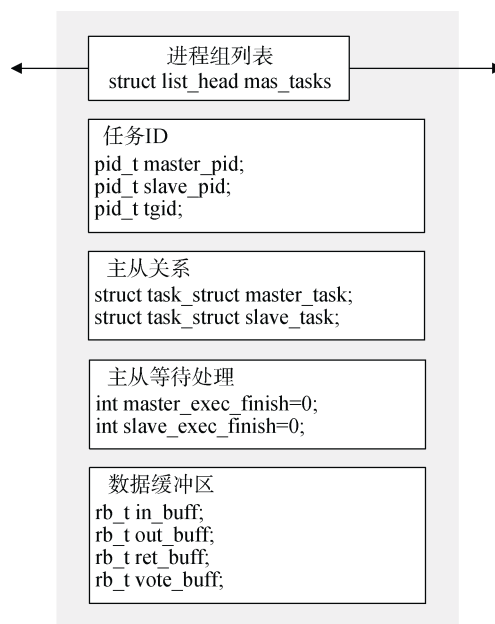 进程组列表
struct list_head mas_tasks
任务ID
pid_t master_pid;
pid_t slave_pid;
pid_t tgid;
主从关系
struct task_struct master_task;
struct task_struct slave_task;
主从等待处理
int master_exec_finish=0;
int slave_exec_finish=0;
数据缓冲区
rb_t in_buff;
rb_t out_buff;
rb_t ret_buff;
rb_t vote_buff;